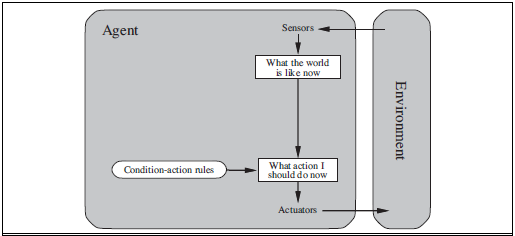 Agent
Sensors
What the world
is like now
Environment
Condition-action rules
What action I
should do now
Actuators